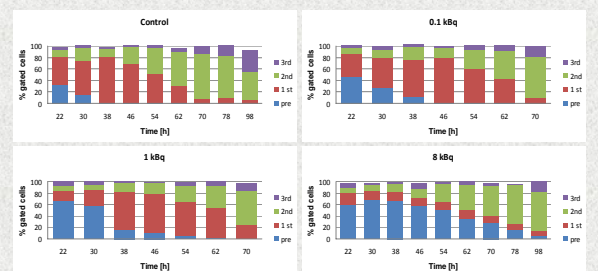 Control
% gated cells
100
80
60
40
20
0
22 30 38 46 54 62 70 78 98
Time [h]
3rd
2nd
1 st
pre
0.1 kBq
% gated cells
100
80
60
40
20
0
22 30 38 46 54 62 70
Time [h]
3rd
2nd
1 st
pre
1 kBq
% gated cells
100
80
60
40
20
0
22 30 38 46 54 62 70
Time [h]
3rd
2nd
1 st
pre
8 kBq
% gated cells
100
80
60
40
20
0
22 30 38 46 54 62 70 78 98
Time [h]
3rd
2nd
1 st
pre